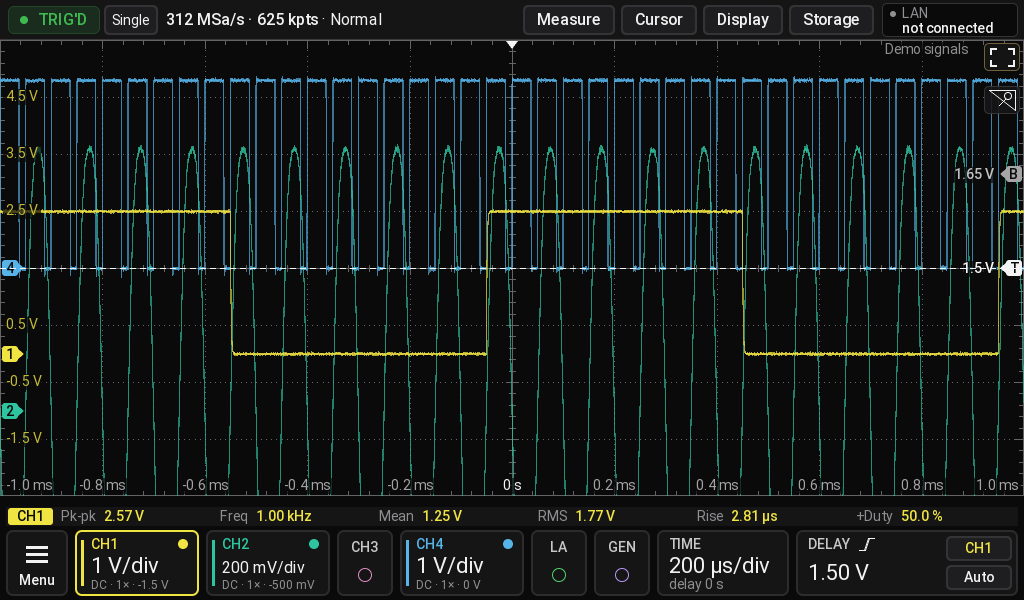 TRIG'D Single 312 MSa/s · 625 kpts · Normal Measure Cursor Display Storage LAN
not connected
Demo signals
4.5 V
3.5 V
1.65 V B
2.5 V
4 1.5 V T
0.5 V
1
-0.5 V
2
-1.5 V
-1.0 ms -0.8 ms -0.6 ms -0.4 ms -0.2 ms 0 s 0.2 ms 0.4 ms 0.6 ms 0.8 ms 1.0 ms
CH1 Pk-pk 2.57 V Freq 1.00 kHz Mean 1.25 V RMS 1.77 V Rise 2.81 µs +Duty 50.0 %
Menu
CH1
1 V/div
DC · 1× · -1.5 V
CH2
200 mV/div
DC · 1× · -500 mV
CH3
CH4
1 V/div
DC · 1× · 0 V
LA
GEN
TIME
200 µs/div
delay 0 s
DELAY
1.50 V
CH1
Auto